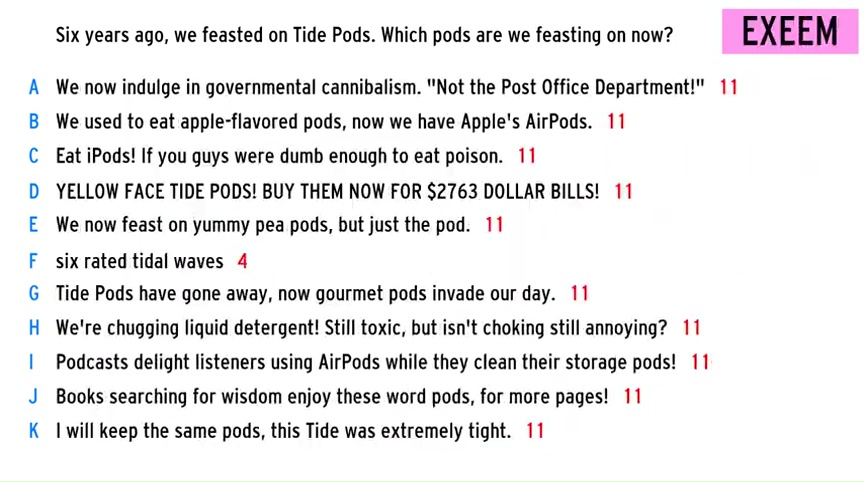 Six years ago, we feasted on Tide Pods. Which pods are we feasting on now?
EXEEM
A We now indulge in governmental cannibalism. "Not the Post Office Department!" 11
B We used to eat apple-flavored pods, now we have Apple's AirPods. 11
C Eat iPods! If you guys were dumb enough to eat poison. 11
D YELLOW FACE TIDE PODS! BUY THEM NOW FOR $2763 DOLLAR BILLS! 11
E We now feast on yummy pea pods, but just the pod. 11
F six rated tidal waves 4
G Tide Pods have gone away, now gourmet pods invade our day. 11
H We're chugging liquid detergent! Still toxic, but isn't choking still annoying? 11
I Podcasts delight listeners using AirPods while they clean their storage pods! 11
J Books searching for wisdom enjoy these word pods, for more pages! 11
K I will keep the same pods, this Tide was extremely tight. 11